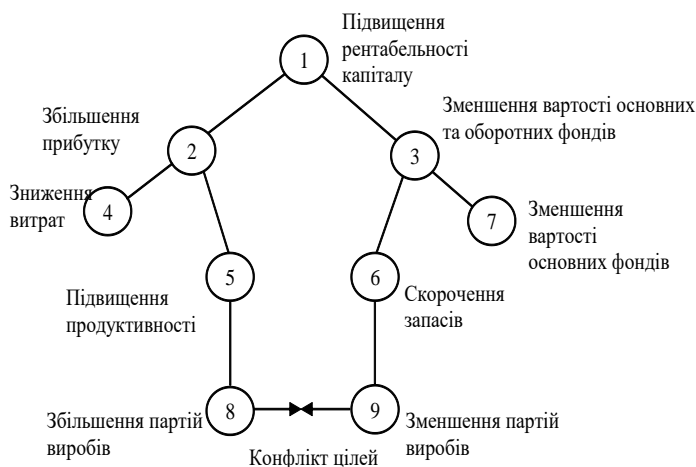 Підвищення
рентабельності
капіталу
1
Збільшення
прибутку
2
Зменшення вартості основних
та оборотних фондів
3
Зниження
витрат
4
7
Зменшення
вартості
основних фондів
5
Підвищення
продуктивності
6
Скорочення
запасів
8
Збільшення партій
виробів
9
Зменшення партій
виробів
Конфлікт цілей